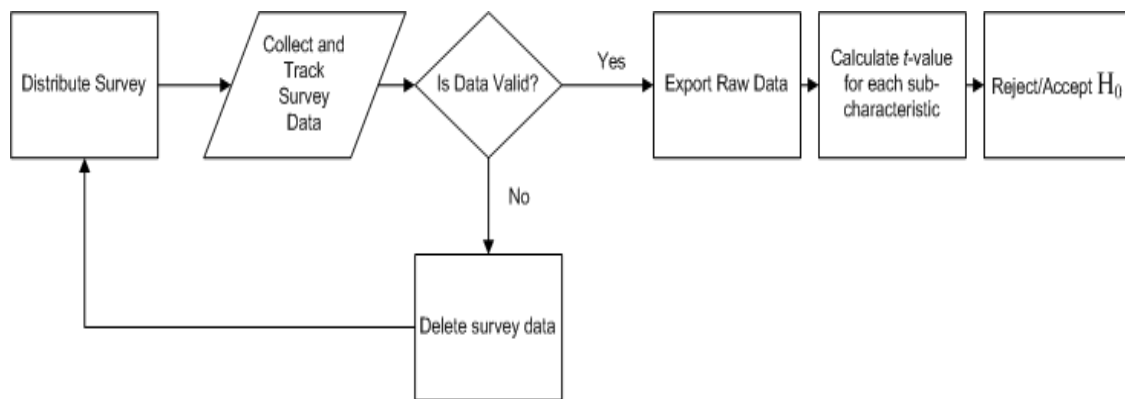 Distribute Survey
Collect and
Track
Survey
Data
Is Data Valid?
Yes
Export Raw Data
Calculate t-value
for each sub-
characteristic
Reject/Accept H₀
No
Delete survey data